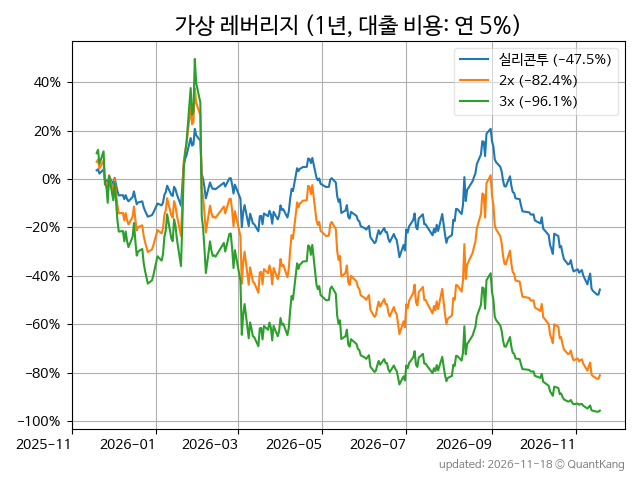 가상 레버리지 (1년, 대출 비용: 연 5%)
실리콘투 (-47.5%)
2x (-82.4%)
3x (-96.1%)
40%
20%
0%
-20%
-40%
-60%
-80%
-100%
2025-11 2026-01 2026-03 2026-05 2026-07 2026-09 2026-11
updated: 2026-11-18 © QuantKang